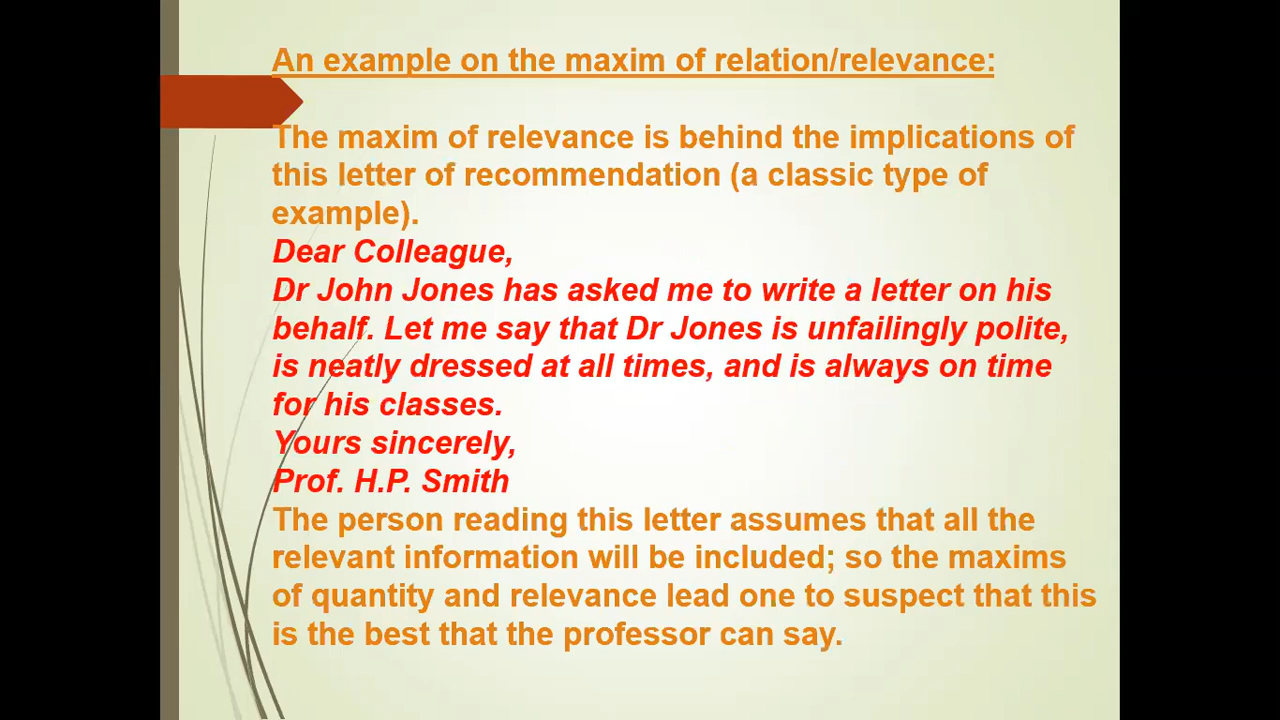 An example on the maxim of relation/relevance:
The maxim of relevance is behind the implications of
this letter of recommendation (a classic type of
example).
Dear Colleague,
Dr John Jones has asked me to write a letter on his
behalf. Let me say that Dr Jones is unfailingly polite,
is neatly dressed at all times, and is always on time
for his classes.
Yours sincerely,
Prof. H.P. Smith
The person reading this letter assumes that all the
relevant information will be included; so the maxims
of quantity and relevance lead one to suspect that this
is the best that the professor can say.